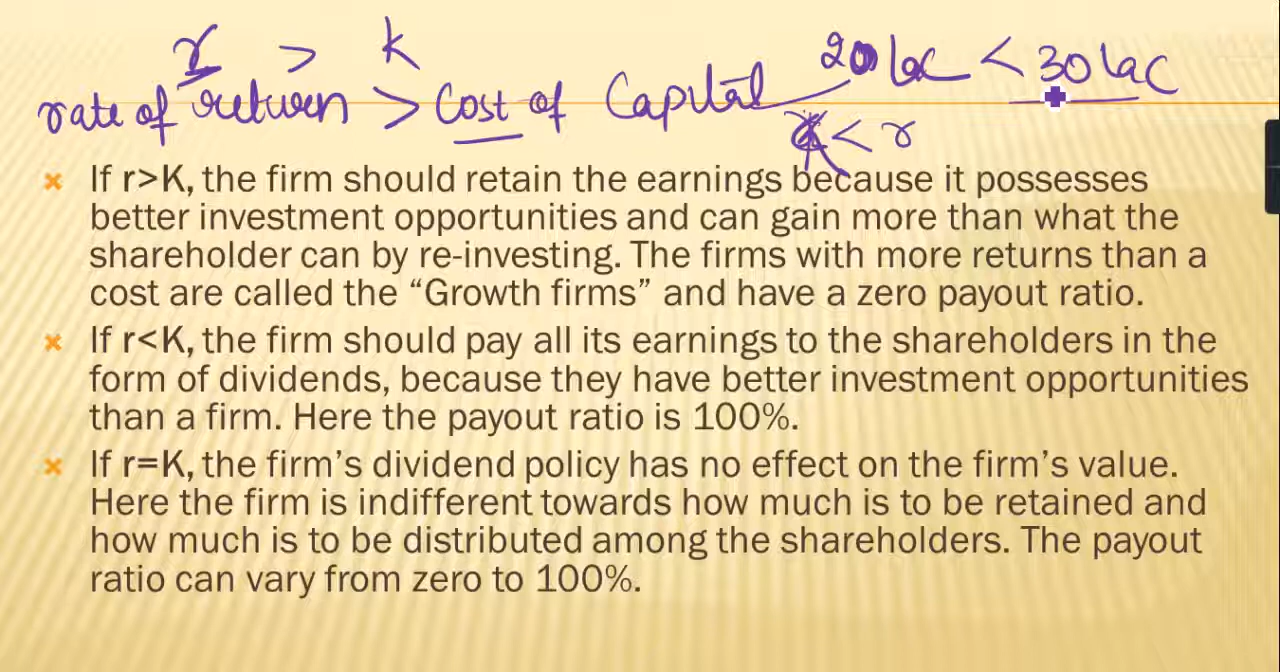 r > k
rate of return > Cost of Capital 20 lac < 30 lac
< r
If r>K, the firm should retain the earnings because it possesses
better investment opportunities and can gain more than what the
shareholder can by re-investing. The firms with more returns than a
cost are called the “Growth firms” and have a zero payout ratio.
If r<K, the firm should pay all its earnings to the shareholders in the
form of dividends, because they have better investment opportunities
than a firm. Here the payout ratio is 100%.
If r=K, the firm’s dividend policy has no effect on the firm’s value.
Here the firm is indifferent towards how much is to be retained and
how much is to be distributed among the shareholders. The payout
ratio can vary from zero to 100%.